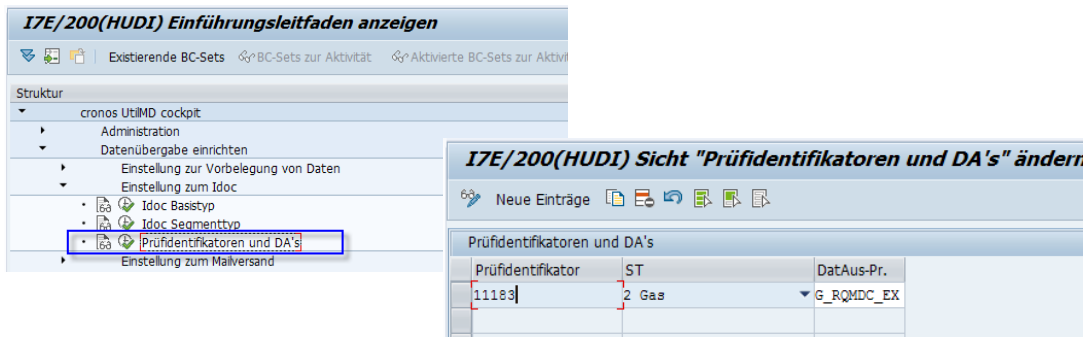 I7E/200(HUDI) Einführungsleitfaden anzeigen
Existierende BC-Sets BC-Sets zur Aktivität Aktivierte BC-Sets zur Aktivit
Struktur
cronos UtilMD cockpit
Administration
Datenübergabe einrichten
Einstellung zur Vorbelegung von Daten
Einstellung zum Idoc
Idoc Basistyp
Idoc Segmenttyp
Prüfidentifikatoren und DA's
Einstellung zum Mailversand
I7E/200(HUDI) Sicht "Prüfidentifikatoren und DA's" ändern
Neue Einträge
Prüfidentifikatoren und DA's
Prüfidentifikator ST DatAus-Pr.
11183 2 Gas G_RQMDC_EX